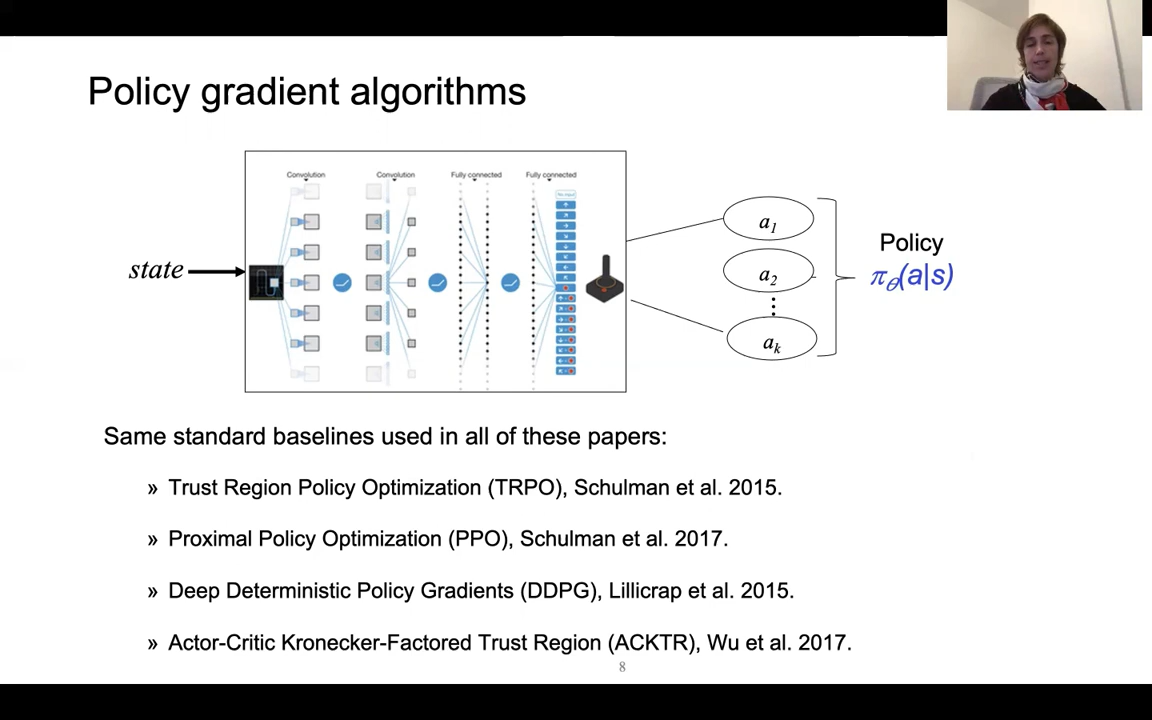 Policy gradient algorithms
Convolution Convolution Fully connected Fully connected
No input
state
a1
a2
ak
Policy
πθ(a|s)
Same standard baselines used in all of these papers:
» Trust Region Policy Optimization (TRPO), Schulman et al. 2015.
» Proximal Policy Optimization (PPO), Schulman et al. 2017.
» Deep Deterministic Policy Gradients (DDPG), Lillicrap et al. 2015.
» Actor-Critic Kronecker-Factored Trust Region (ACKTR), Wu et al. 2017.
8